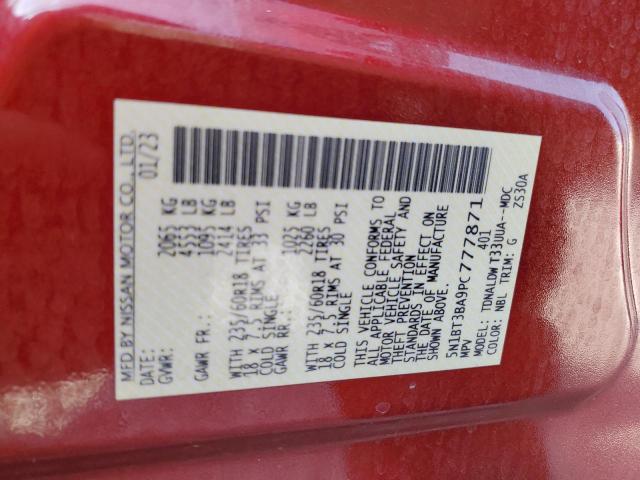 MFD BY NISSAN MOTOR CO., LTD.
DATE: 01/23
GVWR: 2065 KG
4553 LB
GAWR FR.: 1095 KG
2414 LB
WITH 235/60R18 TIRES
18 X 7.5 RIMS AT 33 PSI
COLD SINGLE
GAWR RR.: 1025 KG
2260 LB
WITH 235/60R18 TIRES
18 X 7.5 RIMS AT 30 PSI
COLD SINGLE
THIS VEHICLE CONFORMS TO
ALL APPLICABLE FEDERAL
MOTOR VEHICLE SAFETY AND
THEFT PREVENTION
STANDARDS IN EFFECT ON
THE DATE OF MANUFACTURE
SHOWN ABOVE.
5N1BT3BA9PC777871
MPV
MODEL: TDNALDWT33UUA--MDC
401
COLOR: NBL TRIM: G
ZS30A